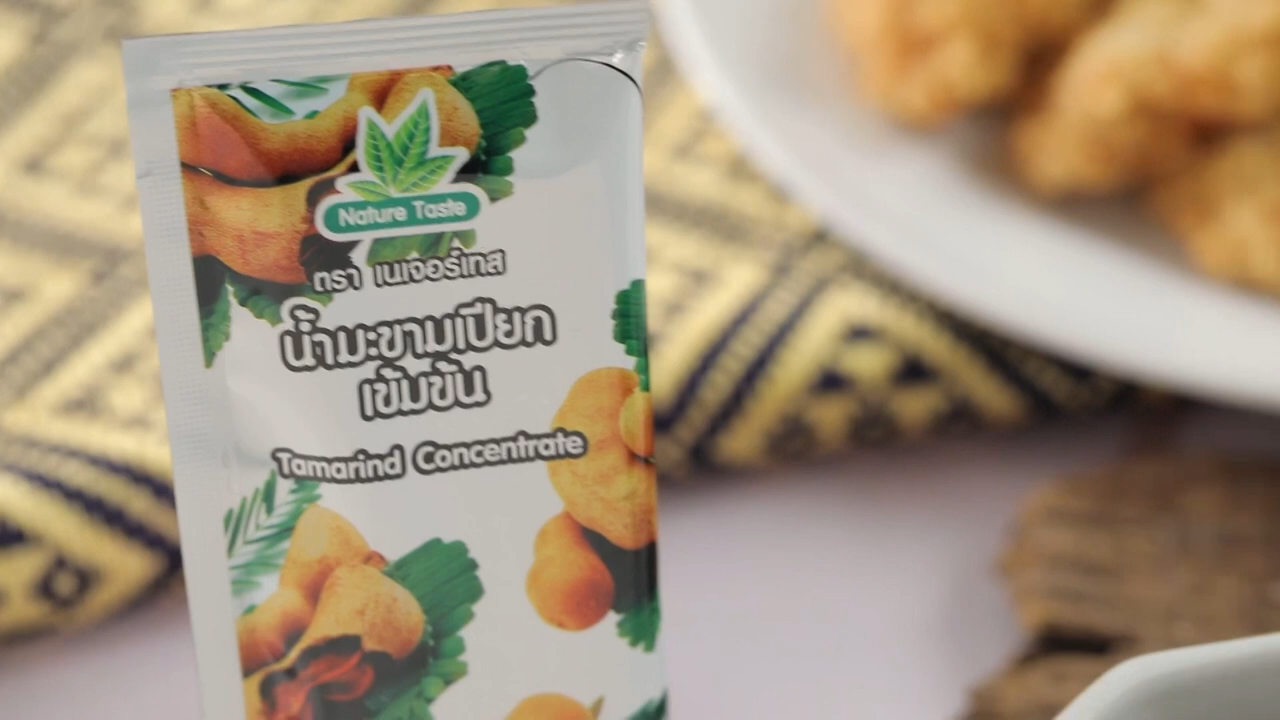 Nature Taste
ตรา เนเจอร์เทส
น้ำมะขามเปียก
เข้มข้น
Tamarind Concentrate